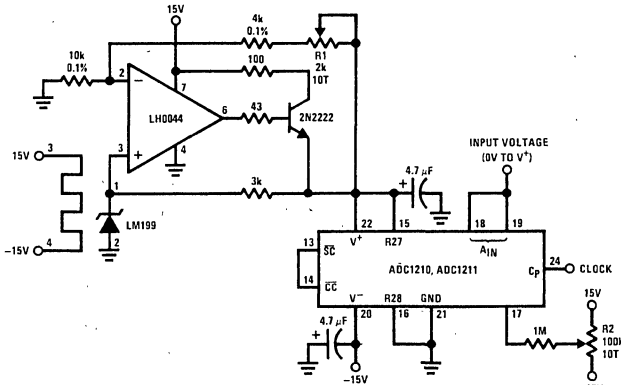 15V
4k
0.1%
R1
2k
10T
10k
0.1%
100
2
7
LH0044
6
43
2N2222
3
4
15V
3
3k
4.7 μF
+
INPUT VOLTAGE
(0V TO V+)
1
LM199
2
-15V
4
22
15
18
19
13
SC
V+
R27
AIN
ADC1210, ADC1211
CP
24
CLOCK
14
CC
V-
R28
GND
20
16
21
17
4.7 μF
+
-15V
1M
15V
R2
100k
10T